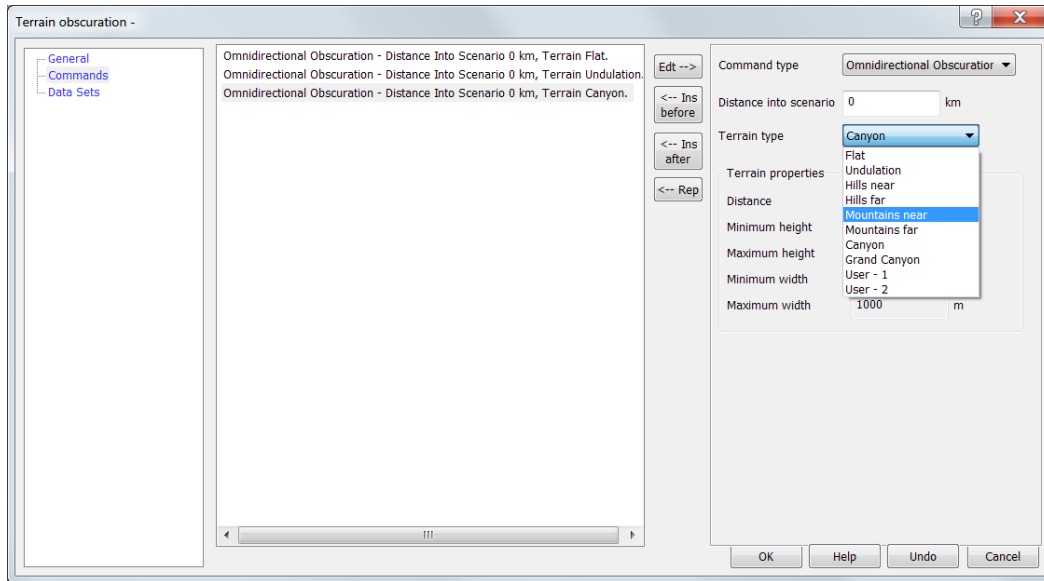 Terrain obscuration -
General
Commands
Data Sets
Omnidirectional Obscuration - Distance Into Scenario 0 km, Terrain Flat.
Omnidirectional Obscuration - Distance Into Scenario 0 km, Terrain Undulation.
Omnidirectional Obscuration - Distance Into Scenario 0 km, Terrain Canyon.
Edt -->
<-- Ins
before
<-- Ins
after
<-- Rep
Command type Omnidirectional Obscuration
Distance into scenario 0 km
Terrain type Canyon
Flat
Undulation
Hills near
Hills far
Mountains near
Mountains far
Canyon
Grand Canyon
User - 1
User - 2
Terrain properties
Distance
Minimum height
Maximum height
Minimum width
Maximum width 1000 m
OK Help Undo Cancel